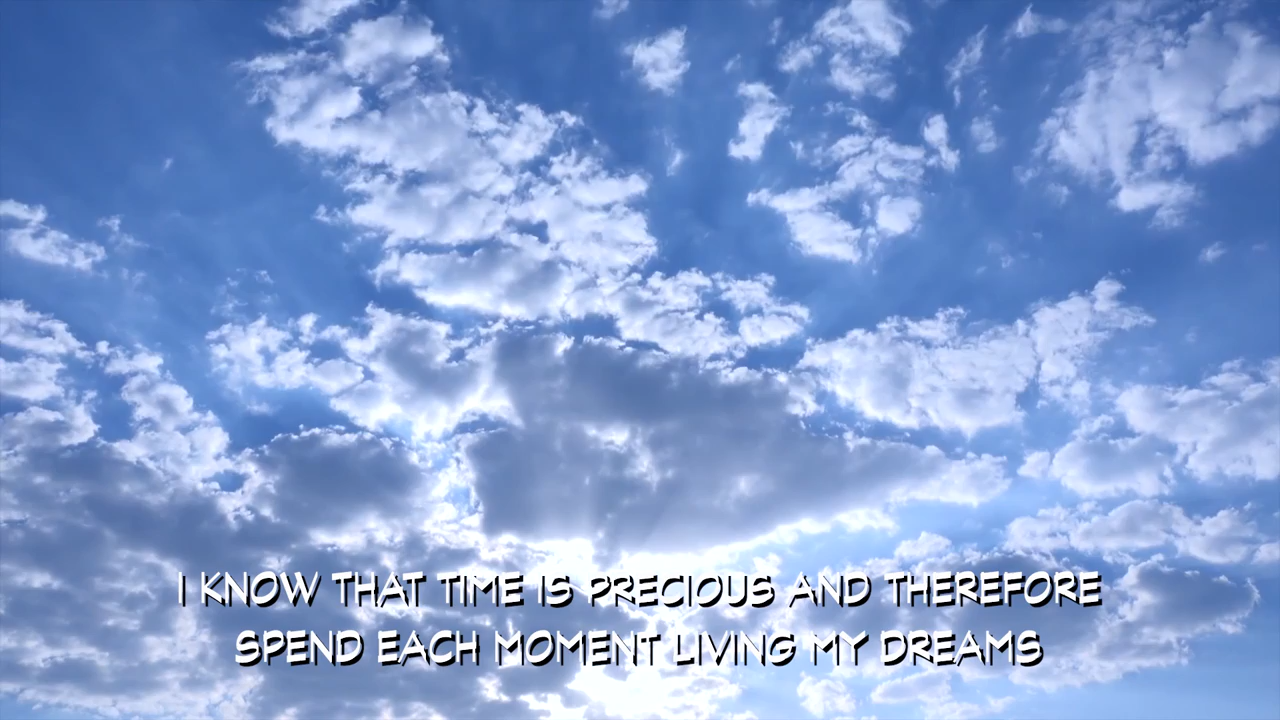 I KNOW THAT TIME IS PRECIOUS AND THEREFORE
SPEND EACH MOMENT LIVING MY DREAMS